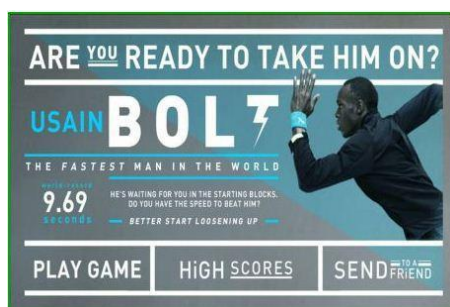 ARE YOU READY TO TAKE HIM ON?
USAIN BOLT
THE FASTEST MAN IN THE WORLD
world-record
9.69
seconds
HE'S WAITING FOR YOU IN THE STARTING BLOCKS.
DO YOU HAVE THE SPEED TO BEAT HIM?
BETTER START LOOSENING UP
PLAY GAME
HiGH SCORES
SEND TO A FRiEND